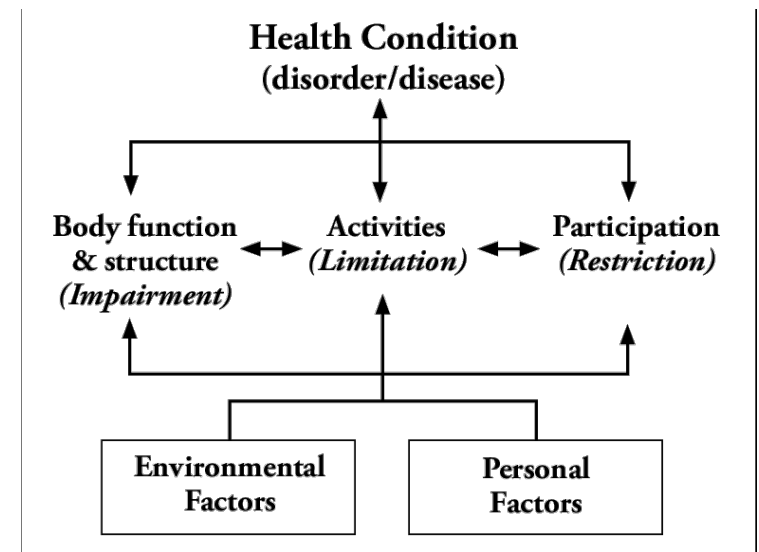 Health Condition
(disorder/disease)
Body function
& structure
(Impairment)
Activities
(Limitation)
Participation
(Restriction)
Environmental
Factors
Personal
Factors